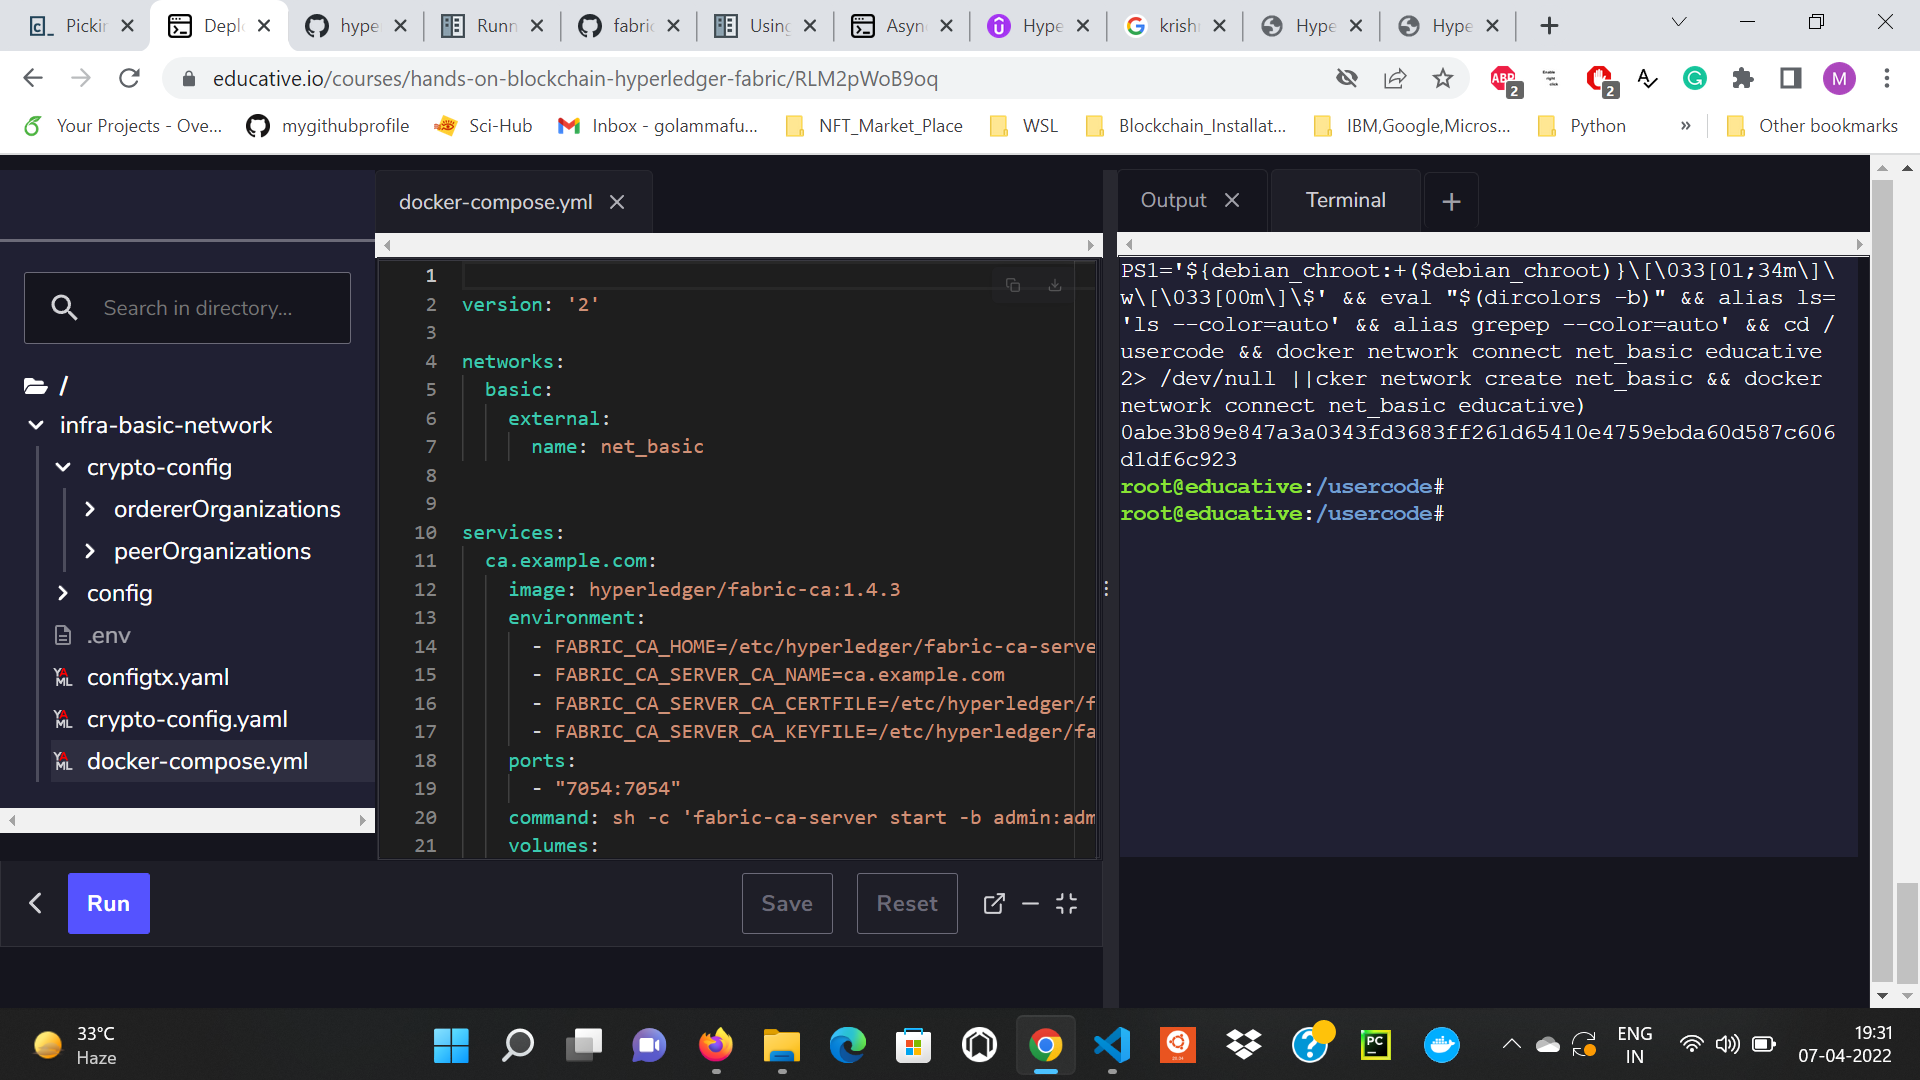 Pickin
Depl
hype
Runn
fabric
Using
Asyn
Hype
krishn
Hype
Hype
educative.io/courses/hands-on-blockchain-hyperledger-fabric/RLM2pWoB9oq
ABP
2
2
M
Your Projects - Ove...
mygithubprofile
Sci-Hub
Inbox - golammafu...
NFT_Market_Place
WSL
Blockchain_Installat...
IBM,Google,Micros...
Python
»
Other bookmarks
docker-compose.yml
Output
Terminal
Search in directory...
/
infra-basic-network
crypto-config
ordererOrganizations
peerOrganizations
config
.env
configtx.yaml
crypto-config.yaml
docker-compose.yml
1
2 version: '2'
3
4 networks:
5 basic:
6 external:
7 name: net_basic
8
9
10 services:
11 ca.example.com:
12 image: hyperledger/fabric-ca:1.4.3
13 environment:
14 - FABRIC_CA_HOME=/etc/hyperledger/fabric-ca-serve
15 - FABRIC_CA_SERVER_CA_NAME=ca.example.com
16 - FABRIC_CA_SERVER_CA_CERTFILE=/etc/hyperledger/f
17 - FABRIC_CA_SERVER_CA_KEYFILE=/etc/hyperledger/fa
18 ports:
19 - "7054:7054"
20 command: sh -c 'fabric-ca-server start -b admin:adm
21 volumes:
PS1='${debian_chroot:+($debian_chroot)}\[\033[01;34m\]\
w\[\033[00m\]\$' && eval "$(dircolors -b)" && alias ls=
'ls --color=auto' && alias grepep --color=auto' && cd /
usercode && docker network connect net_basic educative
2> /dev/null ||cker network create net_basic && docker
network connect net_basic educative)
0abe3b89e847a3a0343fd3683ff261d65410e4759ebda60d587c606
d1df6c923
root@educative:/usercode#
root@educative:/usercode#
Run
Save
Reset
33°C
Haze
PC
ENG
IN
19:31
07-04-2022